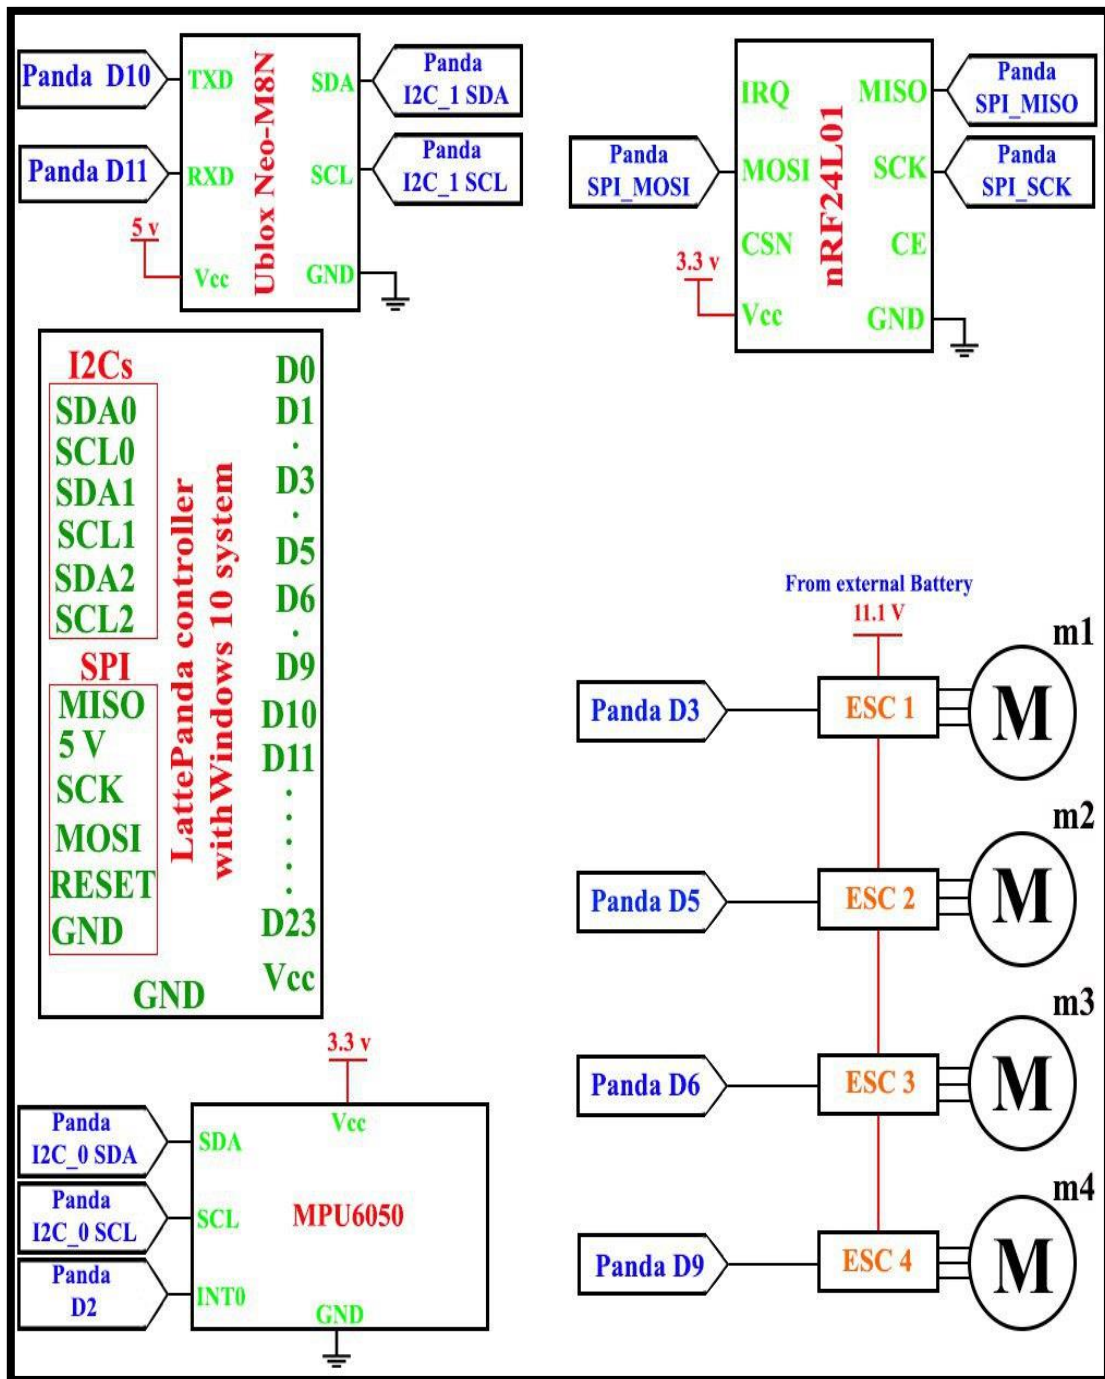 Panda D10
TXD
Ublox Neo-M8N
SDA
Panda
I2C_1 SDA
Panda D11
RXD
SCL
Panda
I2C_1 SCL
5 v
Vcc
GND
IRQ
nRF24L01
MISO
Panda
SPI_MISO
Panda
SPI_MOSI
MOSI
SCK
Panda
SPI_SCK
CSN
CE
3.3 v
Vcc
GND
I2Cs
SDA0
SCL0
SDA1
SCL1
SDA2
SCL2
SPI
MISO
5 V
SCK
MOSI
RESET
GND
LattePanda controller
withWindows 10 system
D0
D1
.
D3
.
D5
D6
.
D9
D10
D11
.
.
.
.
.
D23
Vcc
GND
From external Battery
11.1 V
Panda D3
ESC 1
M
m1
Panda D5
ESC 2
M
m2
Panda D6
ESC 3
M
m3
Panda D9
ESC 4
M
m4
3.3 v
Vcc
Panda
I2C_0 SDA
SDA
Panda
I2C_0 SCL
SCL
MPU6050
Panda
D2
INT0
GND